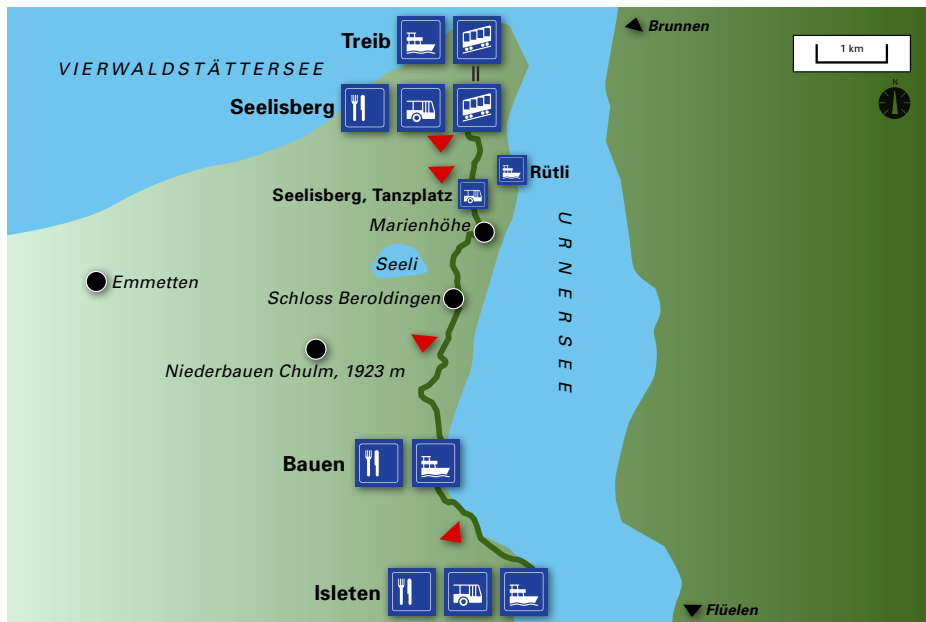 Brunnen
Treib
1 km
VIERWALDSTÄTTERSEE
N
Seelisberg
Rütli
Seelisberg, Tanzplatz
Marienhöhe
URNERSEE
Seeli
Emmetten
Schloss Beroldingen
Niederbauen Chulm, 1923 m
Bauen
Isleten
Flüelen